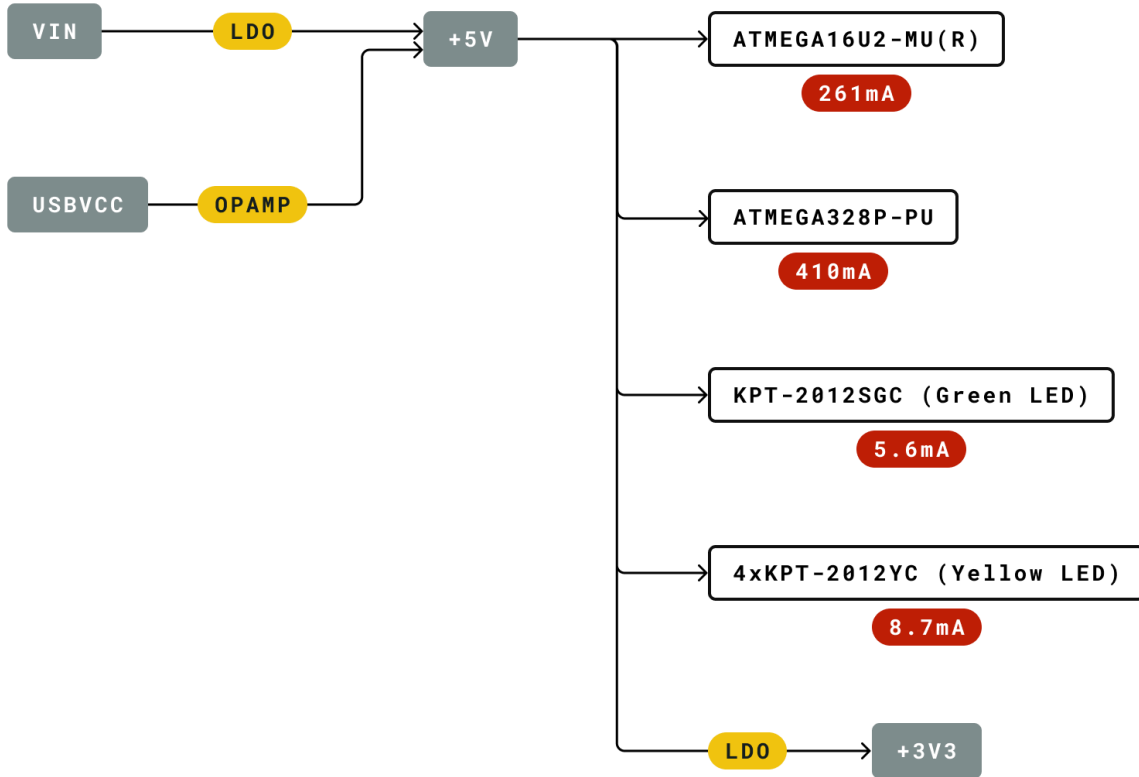 VIN
LDO
+5V
ATMEGA16U2-MU(R)
261mA
USBVCC
OPAMP
ATMEGA328P-PU
410mA
KPT-2012SGC (Green LED)
5.6mA
4xKPT-2012YC (Yellow LED)
8.7mA
LDO
+3V3